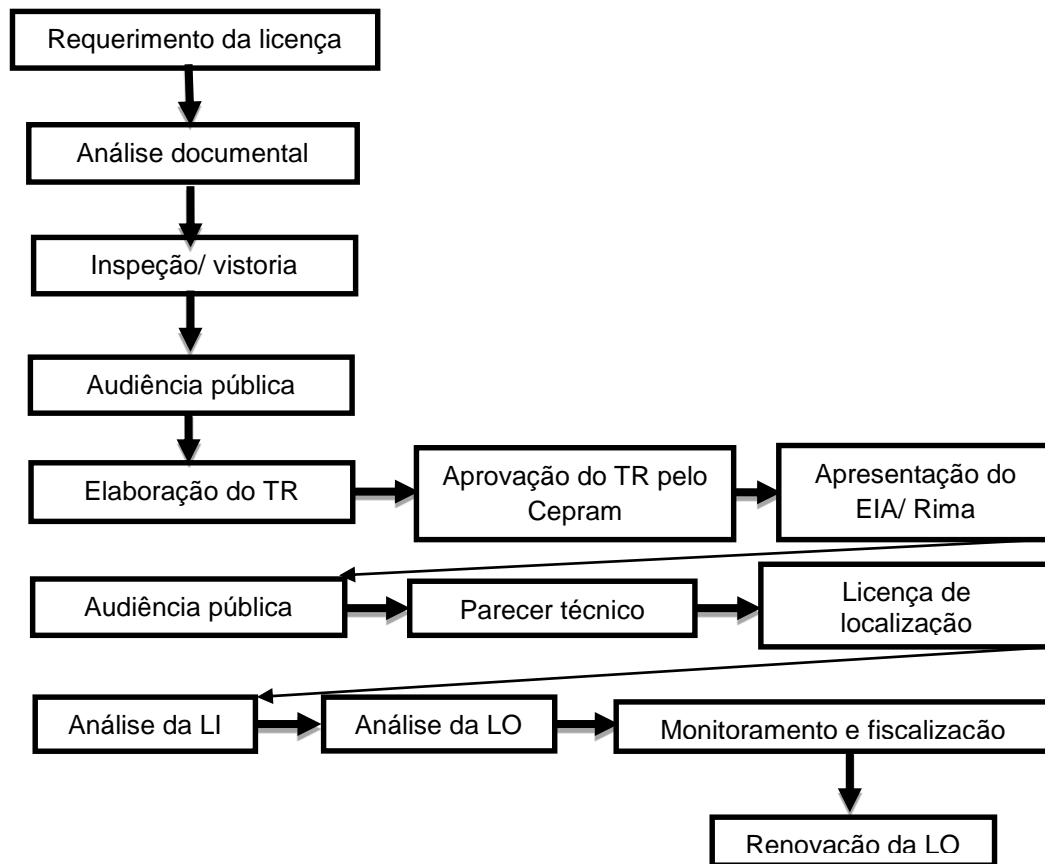 Requerimento da licença
Análise documental
Inspeção/ vistoria
Audiência pública
Elaboração do TR
Aprovação do TR pelo
Cepram
Apresentação do
EIA/ Rima
Audiência pública
Parecer técnico
Licença de
localização
Análise da LI
Análise da LO
Monitoramento e fiscalização
Renovação da LO